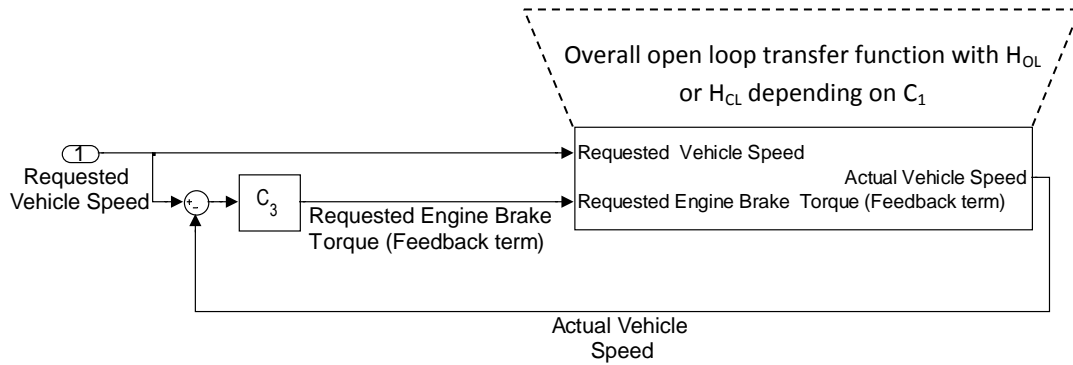 Overall open loop transfer function with H_OL
or H_CL depending on C_1
1
Requested
Vehicle Speed
+
-
C_3
Requested Engine Brake
Torque (Feedback term)
Requested Vehicle Speed
Actual Vehicle Speed
Requested Engine Brake Torque (Feedback term)
Actual Vehicle
Speed